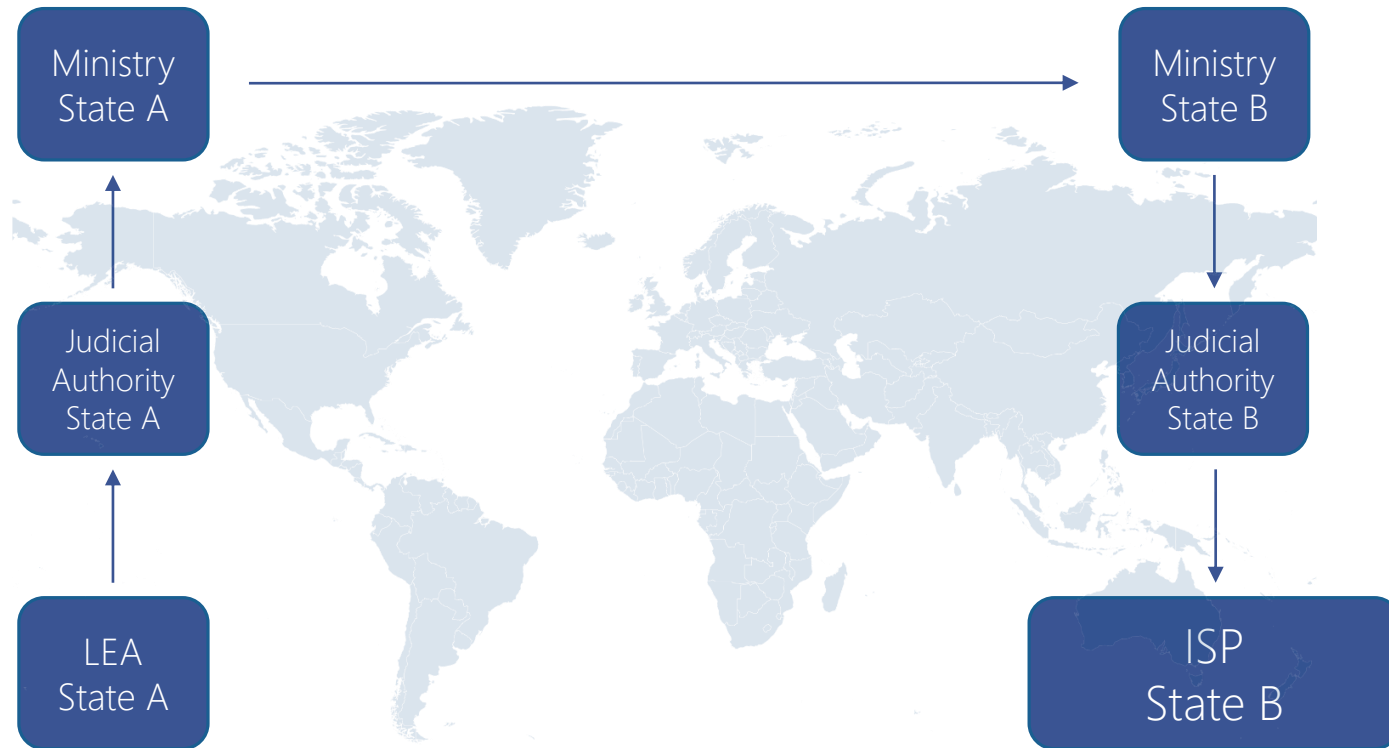 Ministry
State A
Ministry
State B
Judicial
Authority
State A
Judicial
Authority
State B
LEA
State A
ISP
State B